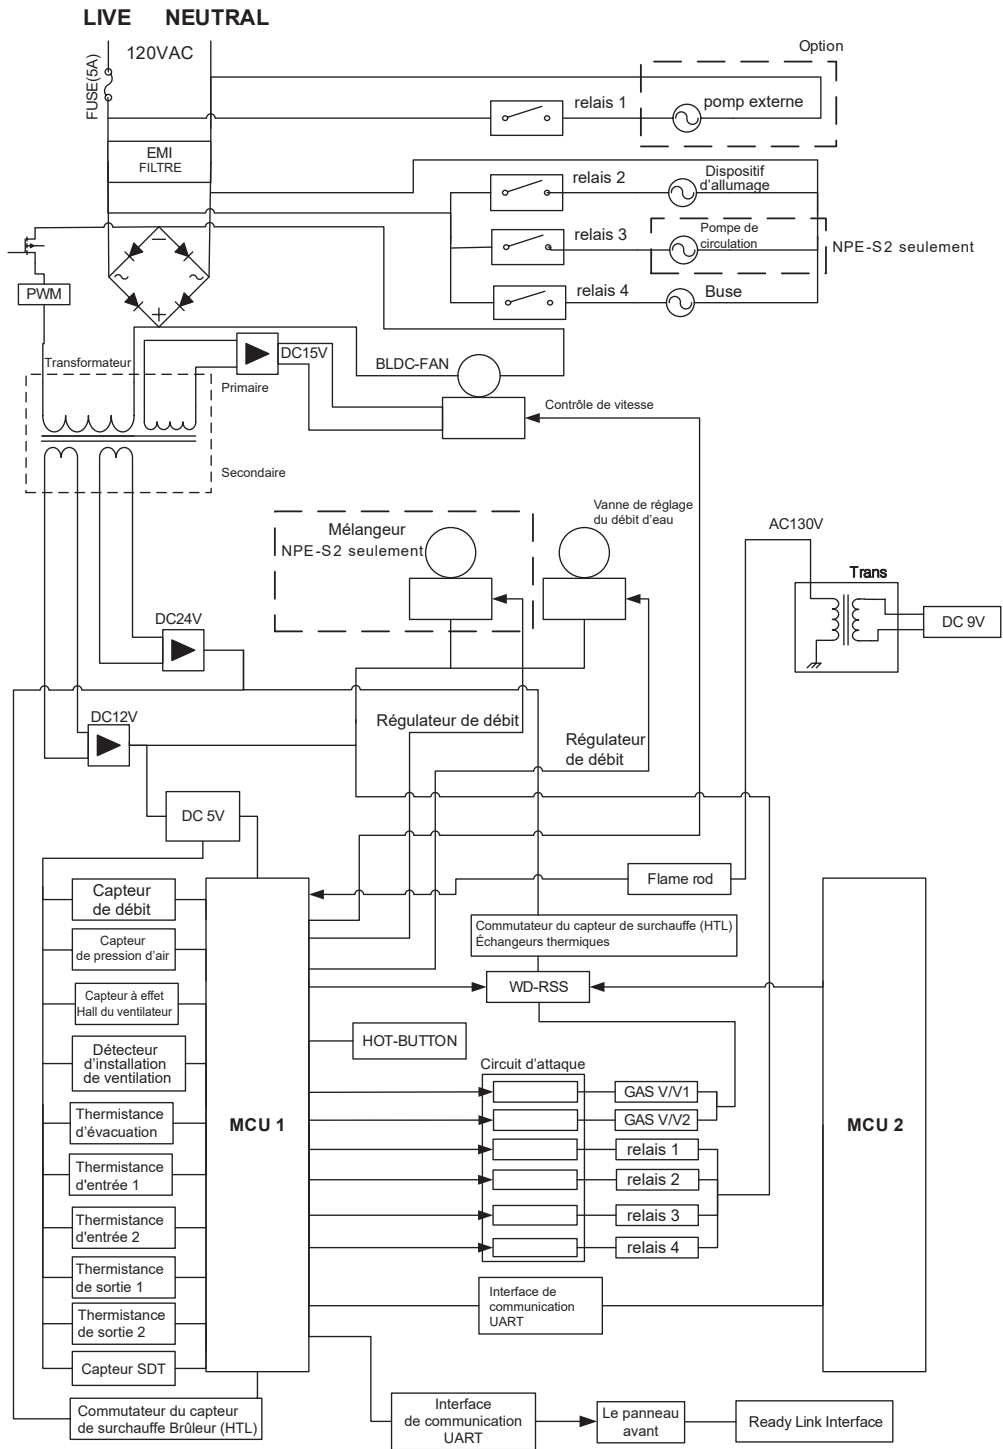 LIVE NEUTRAL
120VAC
FUSE(5A)
Option
relais 1
pomp externe
EMI
FILTRE
relais 2
Dispositif
d'allumage
relais 3
Pompe de
circulation
NPE-S2 seulement
PWM
relais 4
Buse
Transformateur
DC15V
BLDC-FAN
Primaire
Contrôle de vitesse
Secondaire
Mélangeur
NPE-S2 seulement
Vanne de réglage
du débit d'eau
AC130V
Trans
DC 9V
DC24V
DC12V
Régulateur de débit
Régulateur
de débit
DC 5V
Flame rod
Capteur
de débit
Commutateur du capteur de surchauffe (HTL)
Échangeurs thermiques
Capteur
de pression d'air
WD-RSS
Capteur à effet
Hall du ventilateur
HOT-BUTTON
Détecteur
d'installation
de ventilation
Circuit d'attaque
GAS V/V1
Thermistance
d'évacuation
MCU 1
GAS V/V2
MCU 2
relais 1
Thermistance
d'entrée 1
relais 2
Thermistance
d'entrée 2
relais 3
relais 4
Thermistance
de sortie 1
Interface de
communication
UART
Thermistance
de sortie 2
Capteur SDT
Commutateur du capteur
de surchauffe Brûleur (HTL)
Interface
de communication
UART
Le panneau
avant
Ready Link Interface